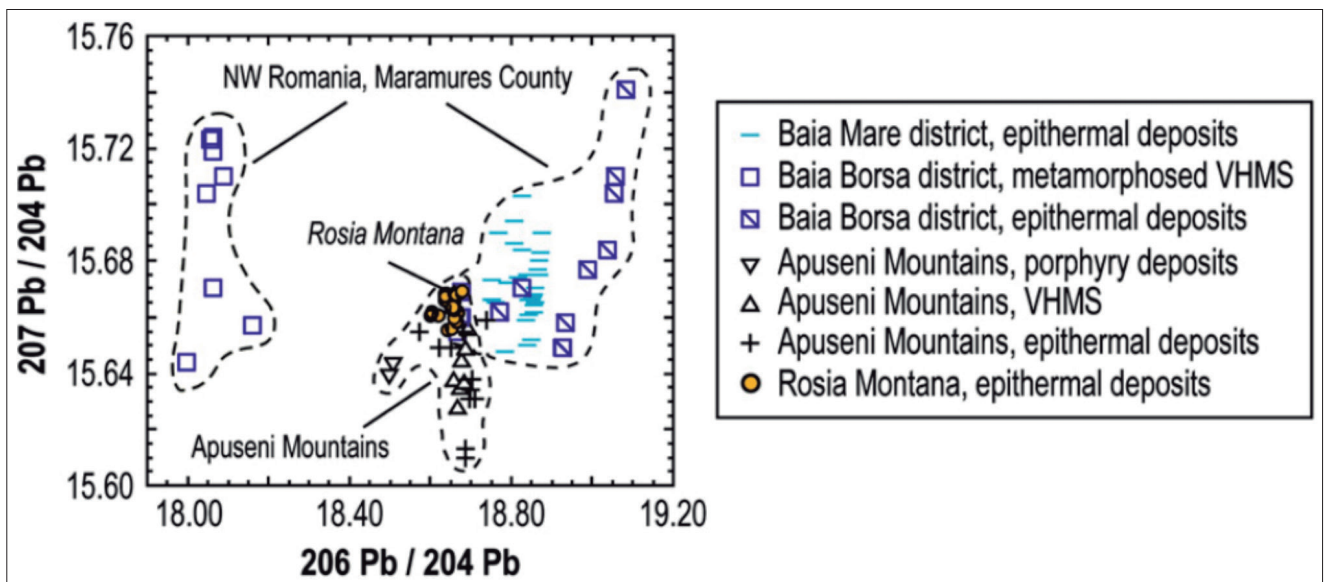 15.76
15.72
15.68
15.64
15.60
207 Pb / 204 Pb
NW Romania, Maramures County
Rosia Montana
Apuseni Mountains
18.00 18.40 18.80 19.20
206 Pb / 204 Pb
Baia Mare district, epithermal deposits
Baia Borsa district, metamorphosed VHMS
Baia Borsa district, epithermal deposits
Apuseni Mountains, porphyry deposits
Apuseni Mountains, VHMS
Apuseni Mountains, epithermal deposits
Rosia Montana, epithermal deposits